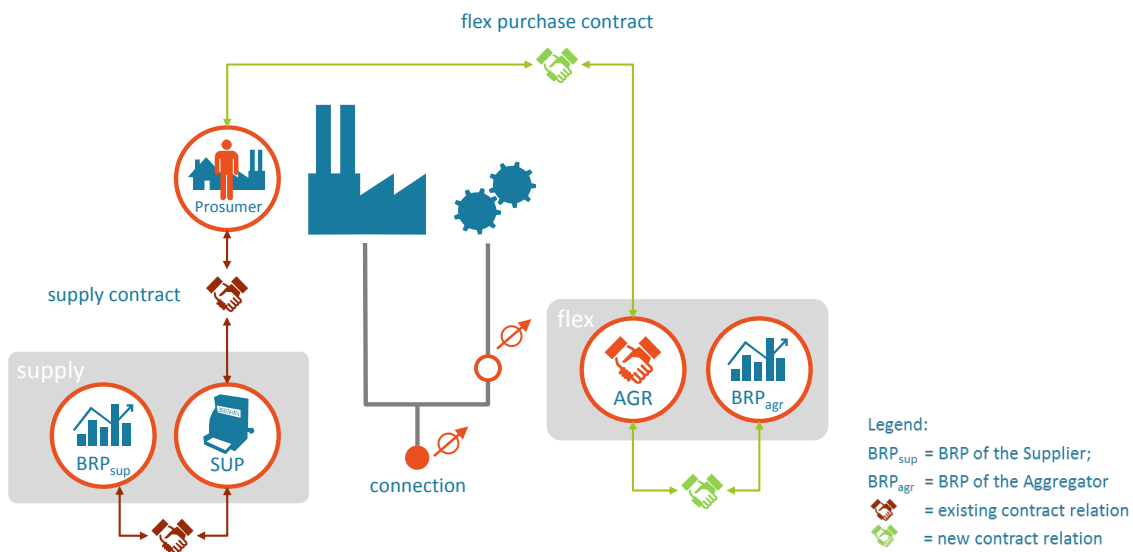 flex purchase contract
Prosumer
supply contract
flex
supply
AGR
BRPagr
BRPsup
SUP
connection
Legend:
BRPsup = BRP of the Supplier;
BRPagr = BRP of the Aggregator
= existing contract relation
= new contract relation